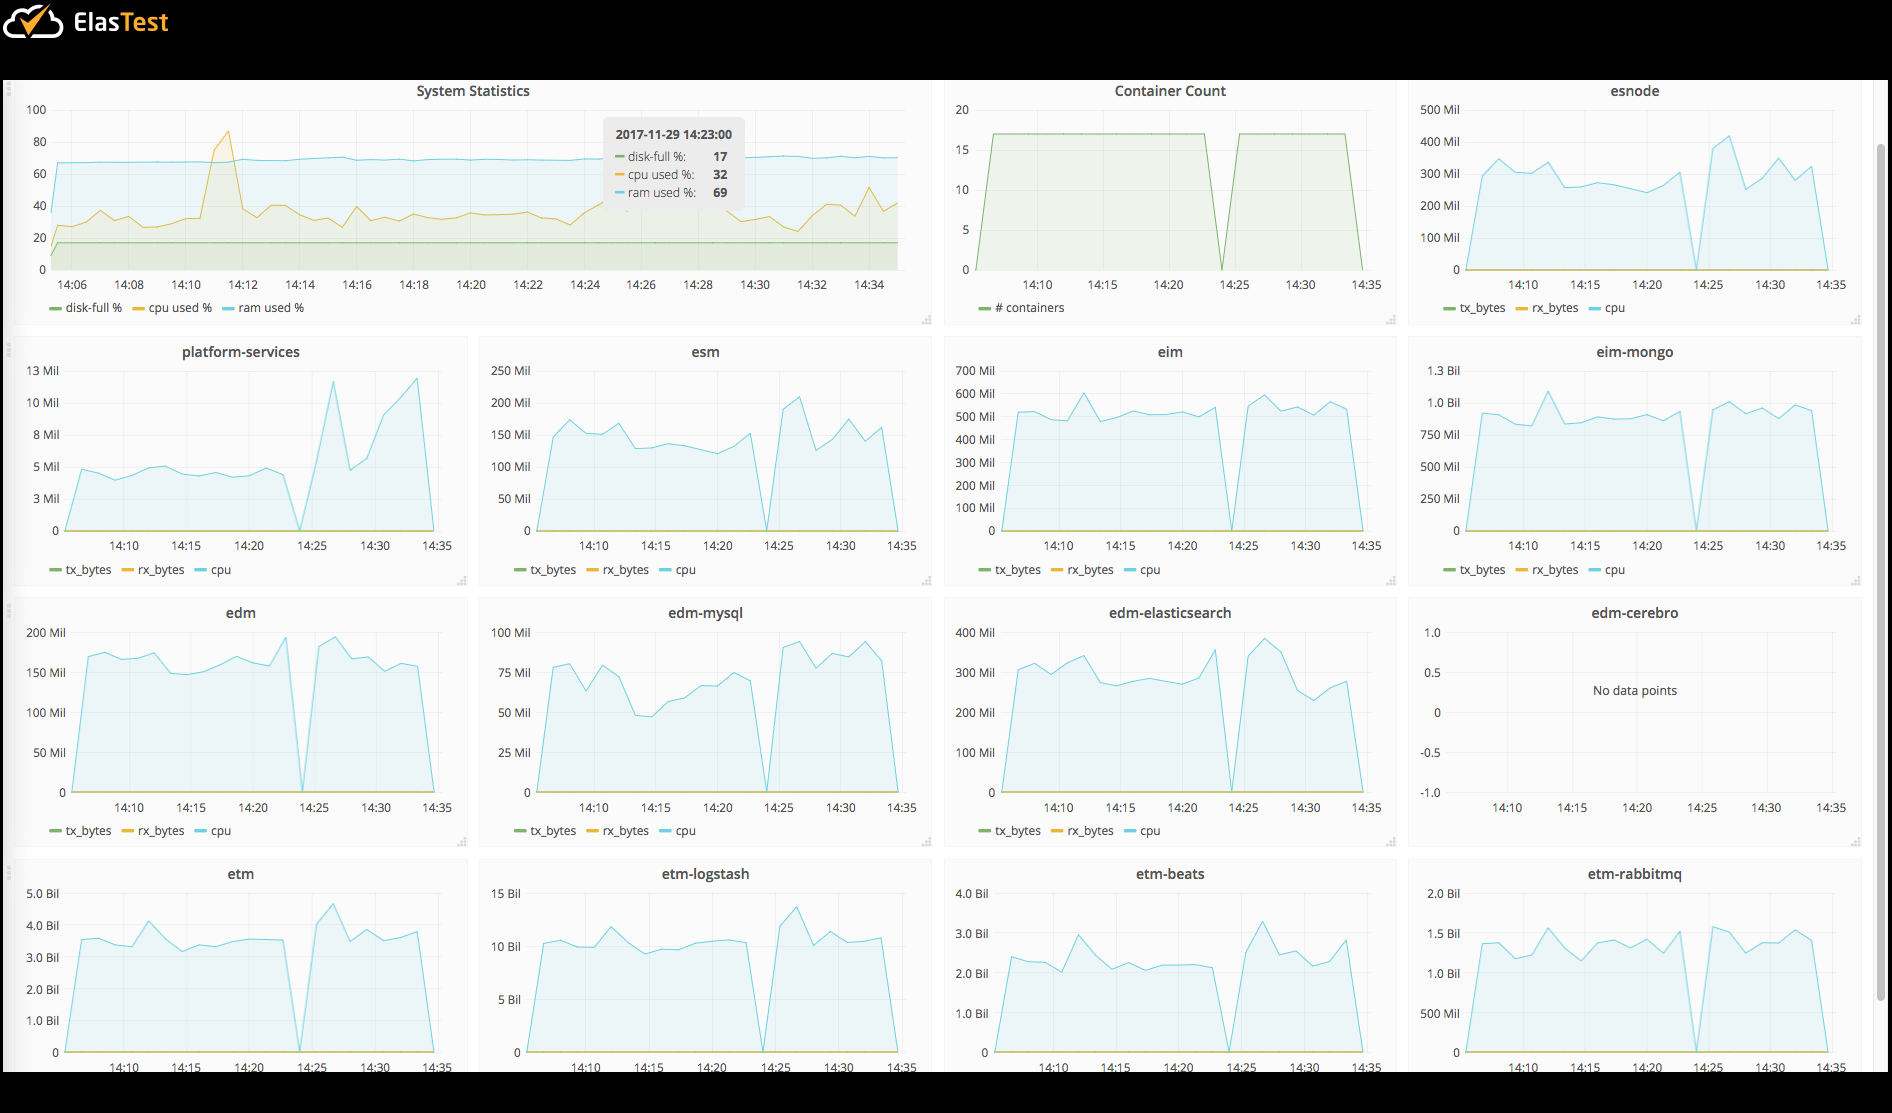 ElasTest
System Statistics
100
80
60
40
20
0
14:06 14:08 14:10 14:12 14:14 14:16 14:18 14:20 14:22 14:24 14:26 14:28 14:30 14:32 14:34
disk-full % cpu used % ram used %
2017-11-29 14:23:00
disk-full %: 17
cpu used %: 32
ram used %: 69
Container Count
20
15
10
5
0
14:10 14:15 14:20 14:25 14:30 14:35
# containers
esnode
500 Mil
400 Mil
300 Mil
200 Mil
100 Mil
0
14:10 14:15 14:20 14:25 14:30 14:35
tx_bytes rx_bytes cpu
platform-services
13 Mil
10 Mil
8 Mil
5 Mil
3 Mil
0
14:10 14:15 14:20 14:25 14:30 14:35
tx_bytes rx_bytes cpu
esm
250 Mil
200 Mil
150 Mil
100 Mil
50 Mil
0
14:10 14:15 14:20 14:25 14:30 14:35
tx_bytes rx_bytes cpu
eim
700 Mil
600 Mil
500 Mil
400 Mil
300 Mil
200 Mil
100 Mil
0
14:10 14:15 14:20 14:25 14:30 14:35
tx_bytes rx_bytes cpu
eim-mongo
1.3 Bil
1.0 Bil
750 Mil
500 Mil
250 Mil
0
14:10 14:15 14:20 14:25 14:30 14:35
tx_bytes rx_bytes cpu
edm
200 Mil
150 Mil
100 Mil
50 Mil
0
14:10 14:15 14:20 14:25 14:30 14:35
tx_bytes rx_bytes cpu
edm-mysql
100 Mil
75 Mil
50 Mil
25 Mil
0
14:10 14:15 14:20 14:25 14:30 14:35
tx_bytes rx_bytes cpu
edm-elasticsearch
400 Mil
300 Mil
200 Mil
100 Mil
0
14:10 14:15 14:20 14:25 14:30 14:35
tx_bytes rx_bytes cpu
edm-cerebro
1.0
0.5
No data points
0
-0.5
-1.0
14:10 14:15 14:20 14:25 14:30 14:35
etm
5.0 Bil
4.0 Bil
3.0 Bil
2.0 Bil
1.0 Bil
0
14:10 14:15 14:20 14:25 14:30 14:35
etm-logstash
15 Bil
10 Bil
5 Bil
0
14:10 14:15 14:20 14:25 14:30 14:35
etm-beats
4.0 Bil
3.0 Bil
2.0 Bil
1.0 Bil
0
14:10 14:15 14:20 14:25 14:30 14:35
etm-rabbitmq
2.0 Bil
1.5 Bil
1.0 Bil
500 Mil
0
14:10 14:15 14:20 14:25 14:30 14:35